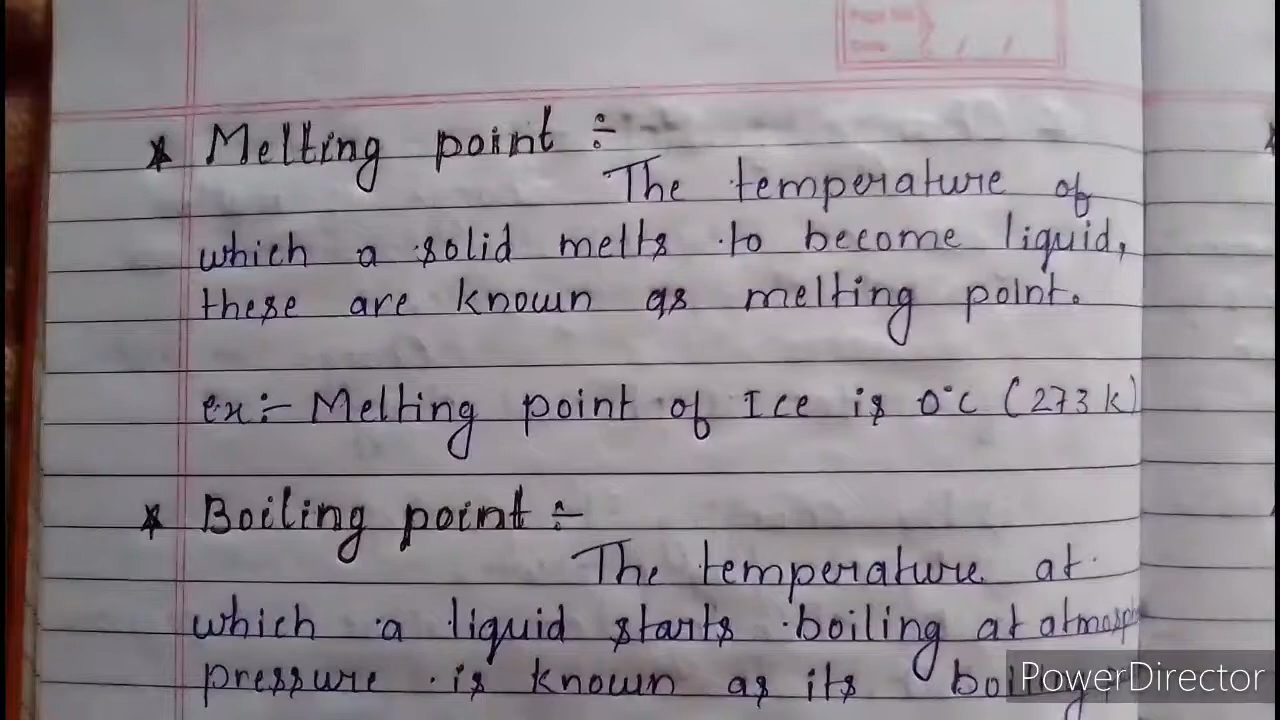 * Melting point ÷
The temperature of
which a solid melts to become liquid,
these are known as melting point.
ex:- Melting point of Ice is 0°C (273 K)
* Boiling point ÷
The temperature at
which a liquid starts boiling at atmosph
pressure is known as its
PowerDirector